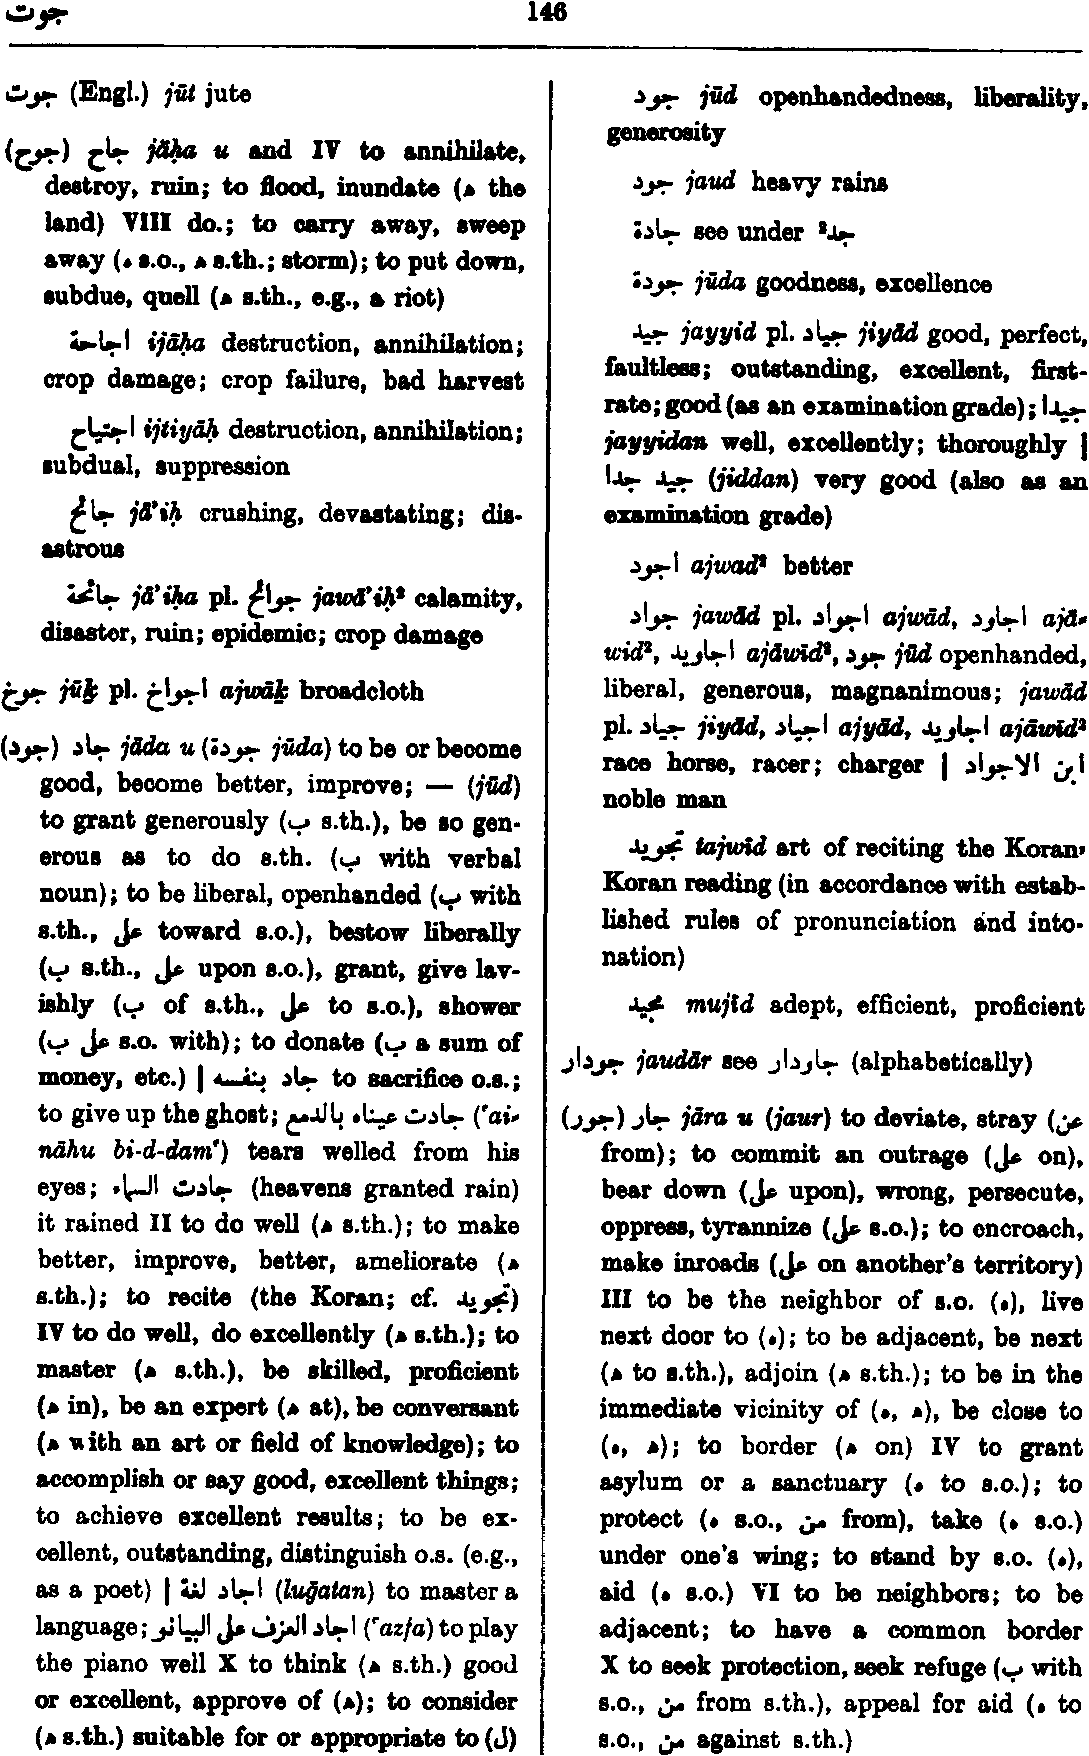 جوت 146
جوت (Engl.) jūt jute
(جوح) جاح jāḥa u and IV to annihilate,
destroy, ruin; to flood, inundate (ه the
land) VIII do.; to carry away, sweep
away (ه s.o., ه s.th.; storm); to put down,
subdue, quell (ه s.th., e.g., a riot)
اجاحة ijāḥa destruction, annihilation;
crop damage; crop failure, bad harvest
اجتياح ijtiyāḥ destruction, annihilation;
subdual, suppression
جائح jā’iḥ crushing, devastating; dis-
astrous
جائحة jā’iḥa pl. جوائح jawā’iḥ² calamity,
disaster, ruin; epidemic; crop damage
جوخ jūḵ pl. اجواخ ajwāḵ broadcloth
(جود) جاد jāda u (جودة jūda) to be or become
good, become better, improve; — (jūd)
to grant generously (ب s.th.), be so gen-
erous as to do s.th. (ب with verbal
noun); to be liberal, openhanded (ب with
s.th., على toward s.o.), bestow liberally
(ب s.th., على upon s.o.), grant, give lav-
ishly (ب of s.th., على to s.o.), shower
(ب على s.o. with); to donate (ب a sum of
money, etc.) | جاد بنفسه to sacrifice o.s.;
to give up the ghost; جادت عيناه بالدمع (‘ai-
nāhu bi-d-dam‘) tears welled from his
eyes; جادت السماء (heavens granted rain)
it rained II to do well (ه s.th.); to make
better, improve, better, ameliorate (ه
s.th.); to recite (the Koran; cf. تجويد)
IV to do well, do excellently (ه s.th.); to
master (ه s.th.), be skilled, proficient
(ه in), be an expert (ه at), be conversant
(ه with an art or field of knowledge); to
accomplish or say good, excellent things;
to achieve excellent results; to be ex-
cellent, outstanding, distinguish o.s. (e.g.,
as a poet) | اجاد لغة (luḡatan) to master a
language; اجاد العزف على البيانو (‘azfa) to play
the piano well X to think (ه s.th.) good
or excellent, approve of (ه); to consider
(ه s.th.) suitable for or appropriate to (ل)
جود jūd openhandedness, liberality,
generosity
جود jaud heavy rains
جادة see under جد²
جودة jūda goodness, excellence
جيد jayyid pl. جياد jiyād good, perfect,
faultless; outstanding, excellent, first-
rate; good (as an examination grade); جيدا
jayyidan well, excellently; thoroughly |
جيد جدا (jiddan) very good (also as an
examination grade)
اجود ajwad² better
جواد jawād pl. اجواد ajwād, اجاود ajā-
wid², اجاويد ajāwīd², جود jūd openhanded,
liberal, generous, magnanimous; jawād
pl. جياد jiyād, اجياد ajyād, اجاويد ajāwīd²
race horse, racer; charger | ابن الاجواد
noble man
تجويد tajwīd art of reciting the Koran,
Koran reading (in accordance with estab-
lished rules of pronunciation and into-
nation)
مجيد mujīd adept, efficient, proficient
جودار jaudār see جاودار (alphabetically)
(جور) جار jāra u (jaur) to deviate, stray (عن
from); to commit an outrage (على on),
bear down (على upon), wrong, persecute,
oppress, tyrannize (على s.o.); to encroach,
make inroads (على on another’s territory)
III to be the neighbor of s.o. (ه), live
next door to (ه); to be adjacent, be next
(ه to s.th.), adjoin (ه s.th.); to be in the
immediate vicinity of (ه, ه), be close to
(ه, ه); to border (ه on) IV to grant
asylum or a sanctuary (ه to s.o.); to
protect (ه s.o., من from), take (ه s.o.)
under one’s wing; to stand by s.o. (ه),
aid (ه s.o.) VI to be neighbors; to be
adjacent; to have a common border
X to seek protection, seek refuge (ب with
s.o., من from s.th.), appeal for aid (ه to
s.o., من against s.th.)